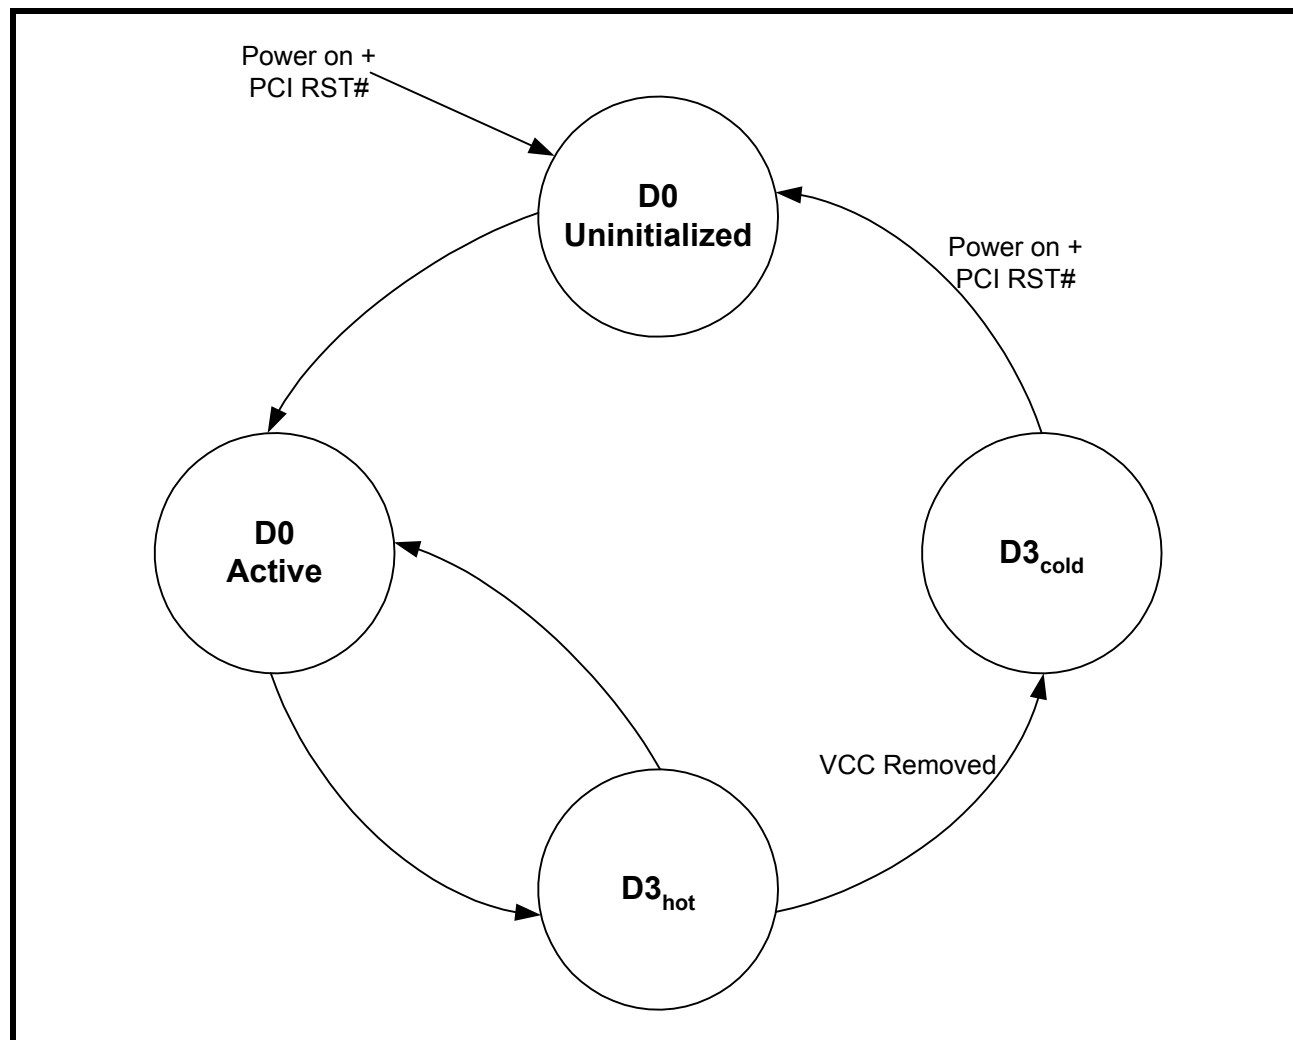 Power on +
PCI RST#
D0
Uninitialized
Power on +
PCI RST#
D0
Active
D3cold
VCC Removed
D3hot